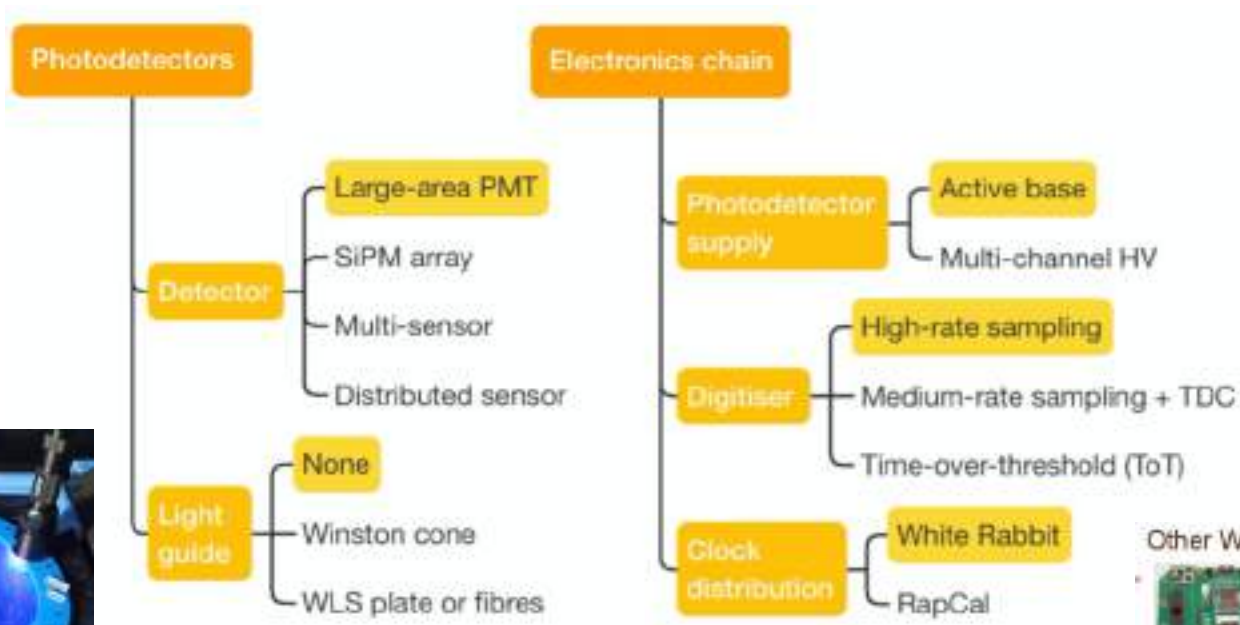 Photodetectors
Detector
Large-area PMT
SiPM array
Multi-sensor
Distributed sensor
Light
guide
None
Winston cone
WLS plate or fibres
Electronics chain
Photodetector
supply
Active base
Multi-channel HV
Digitiser
High-rate sampling
Medium-rate sampling + TDC
Time-over-threshold (ToT)
Clock
distribution
White Rabbit
RapCal
Other W